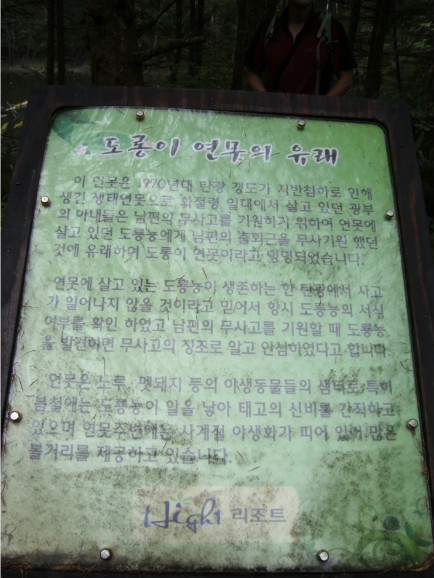 도롱이 연못의 유래
이 연못은 1970년대 탄광 갱도가 지반침하로 인해
생긴 생태연못으로 화절령 일대에서 살고 있던 광부
의 아내들은 남편의 무사고를 기원하기 위하여 연못에
살고 있던 도롱뇽에게 남편의 출퇴근을 무사기원 했던
것에 유래하여 도롱이 연못이라고 명명되었습니다.
연못에 살고 있는 도롱뇽이 생존하는 한 탄광에서 사고
가 일어나지 않을 것이라고 믿어서 항시 도롱뇽의 서식
여부를 확인 하였고 남편의 무사고를 기원할 때 도롱뇽
을 발견하면 무사고의 징조로 알고 안심하였다고 합니다.
연못은 노루, 멧돼지 등의 야생동물들의 샘터로 특히
봄철에는 도롱뇽이 알을 낳아 태고의 신비를 간직하고
있으며 연못주변에는 사계절 야생화가 피어 있어 많은
볼거리를 제공하고 있습니다.
High1 리조트